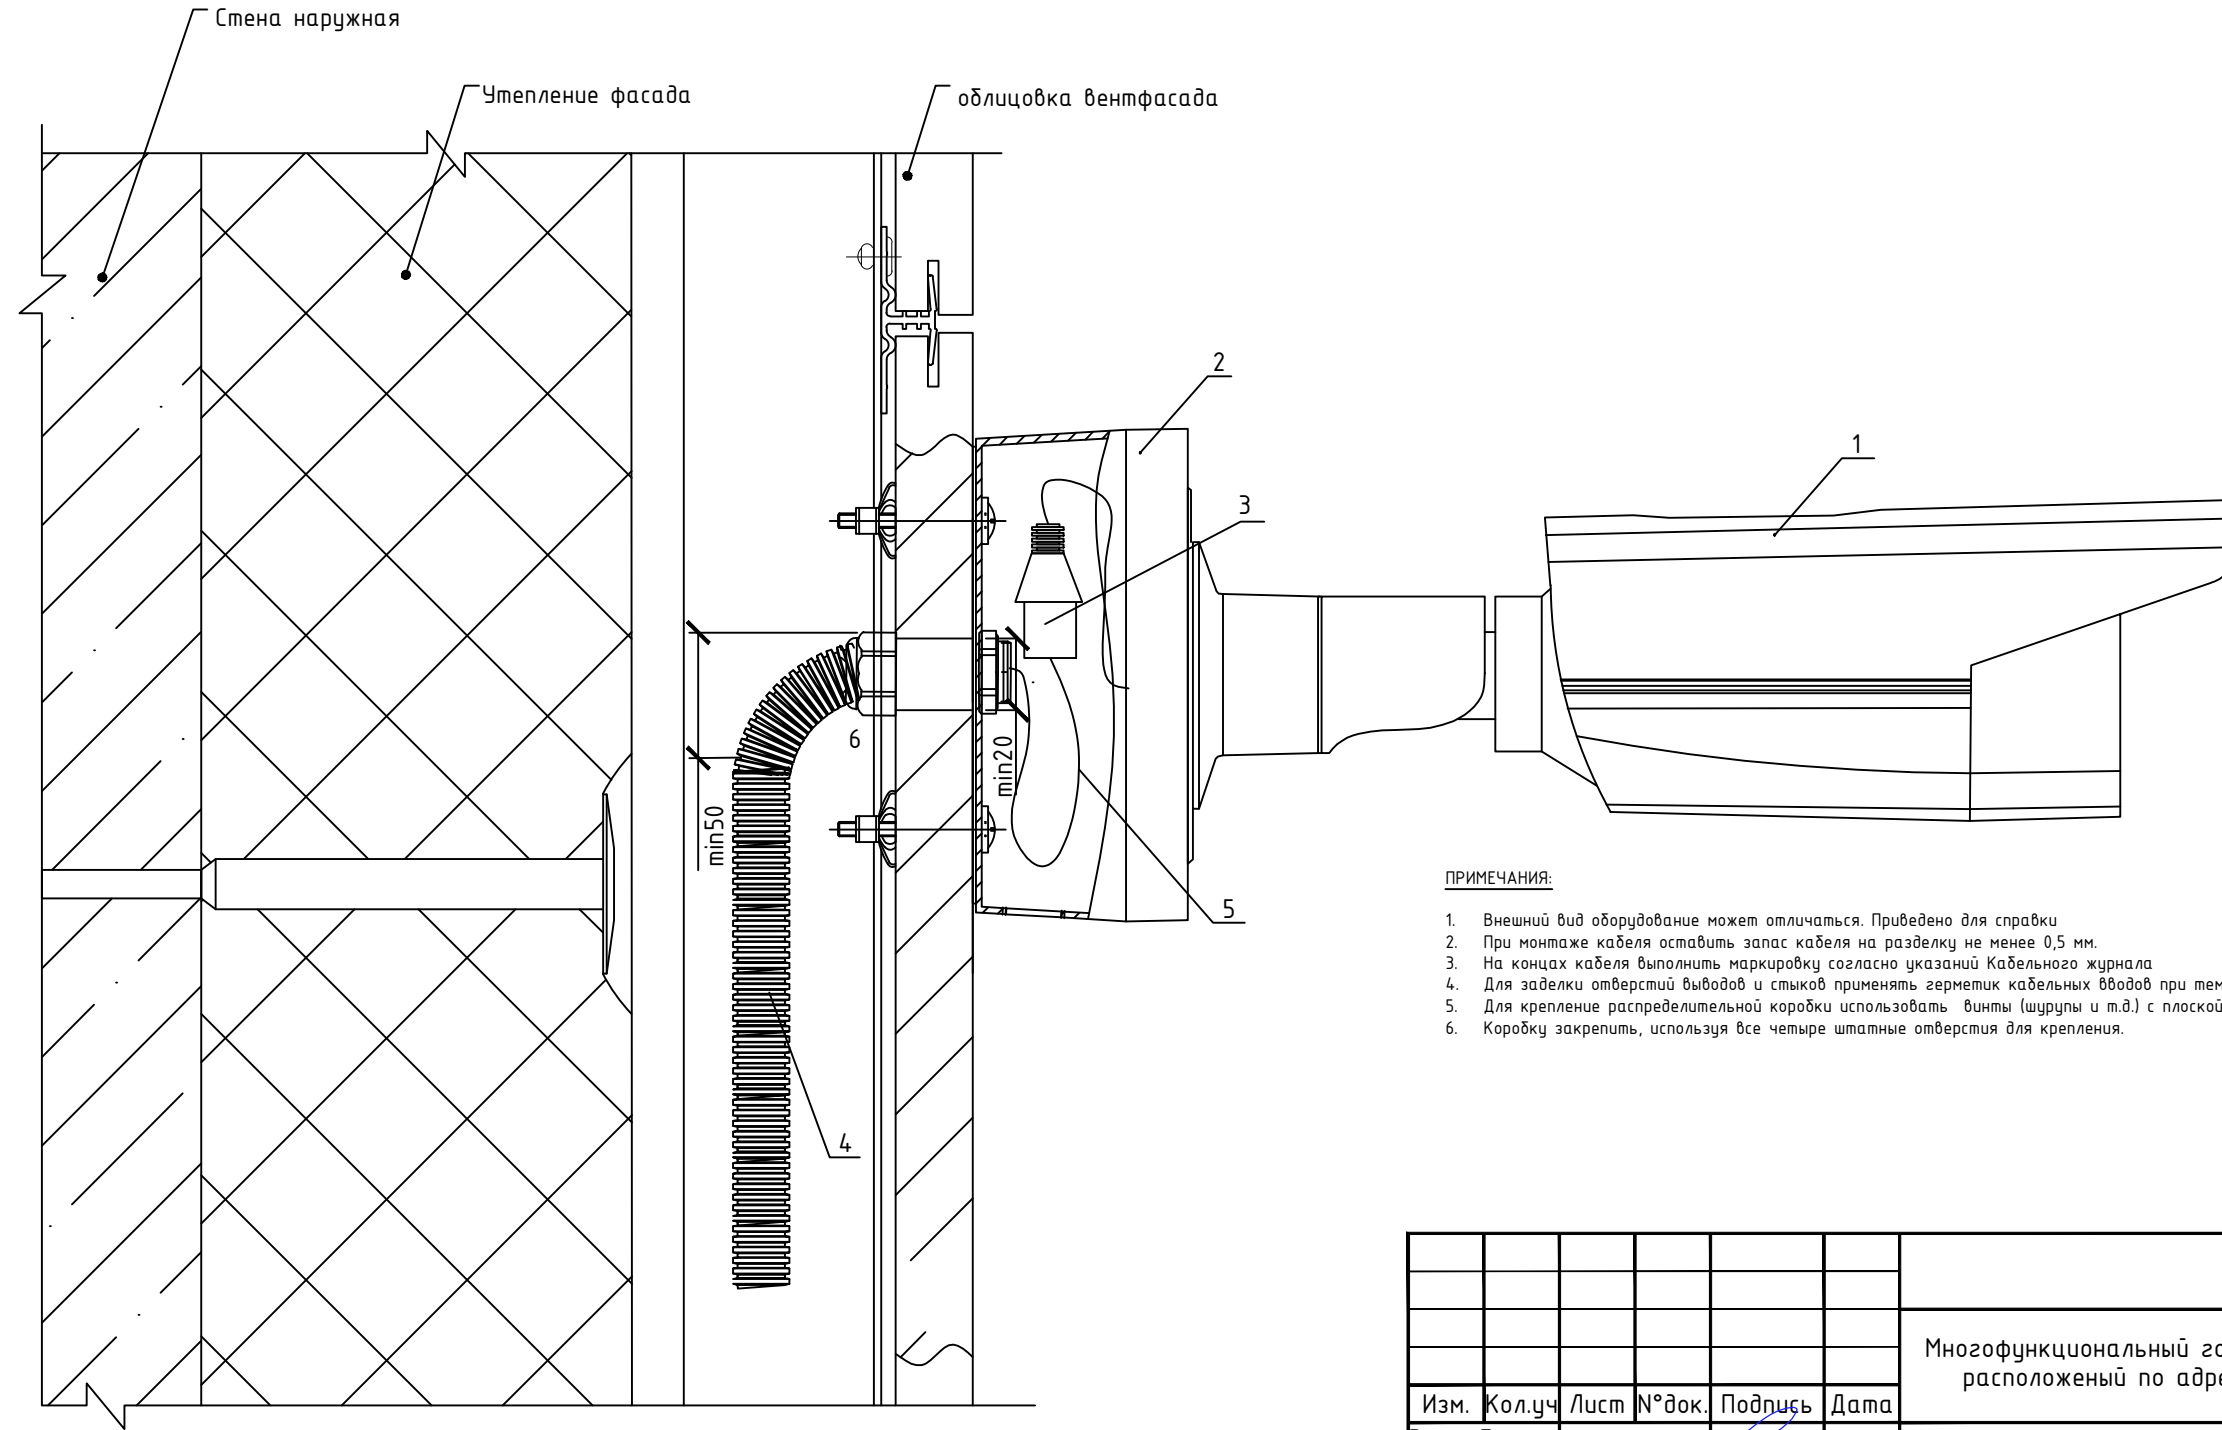 Стена наружная
Утепление фасада
облицовка вентфасада
2
1
3
6
min20
min50
5
4
ПРИМЕЧАНИЯ:
1. Внешний вид оборудование может отличаться. Приведено для справки
2. При монтаже кабеля оставить запас кабеля на разделку не менее 0,5 мм.
3. На концах кабеля выполнить маркировку согласно указаний Кабельного журнала
4. Для заделки отверстий выводов и стыков применять герметик кабельных вводов при тем
5. Для крепление распределительной коробки использовать винты (шурупы и т.д.) с плоской
6. Коробку закрепить, используя все четыре штатные отверстия для крепления.
Многофункциональный го
расположеный по адре
Изм. Кол.уч Лист N°док. Подпись Дата